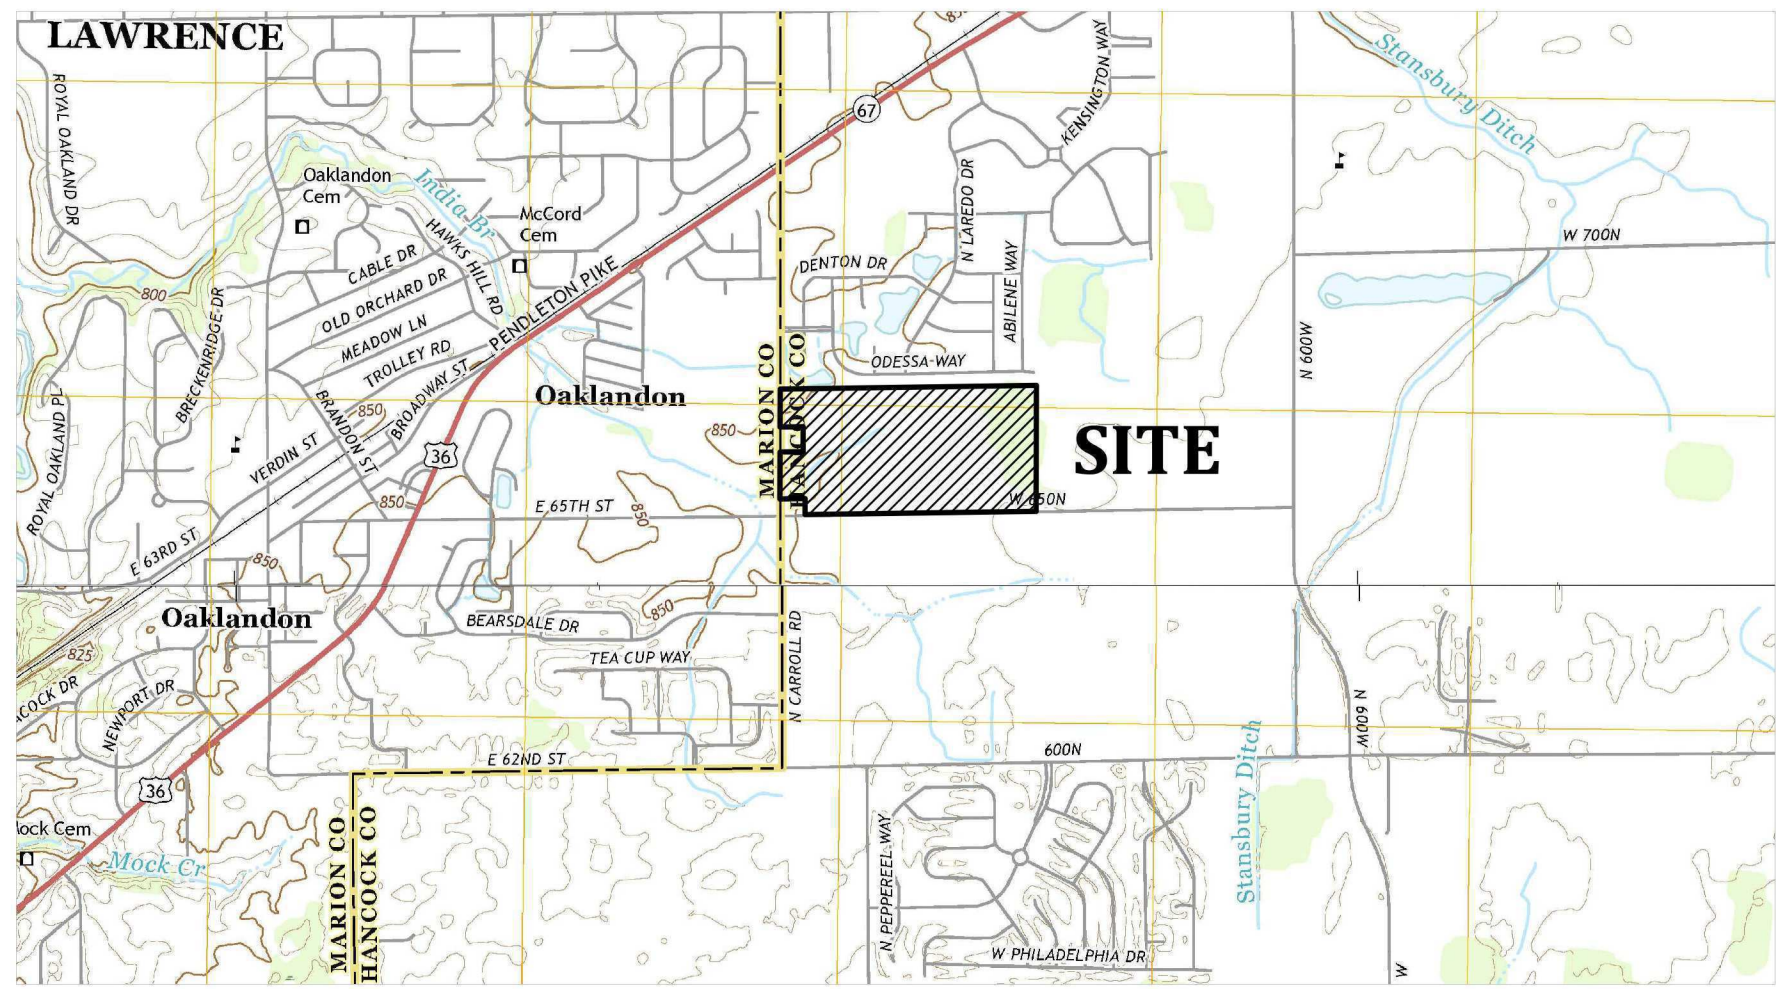 LAWRENCE
ROYAL OAKLAND DR
Oaklandon
Cem
India Br
McCord
Cem
HAWKS HILL RD
CABLE DR
OLD ORCHARD DR
MEADOW LN
TROLLEY RD
BROADWAY ST
PENDLETON PIKE
67
KENSINGTON WAY
N LAREDO DR
DENTON DR
ABILENE WAY
ODESSA WAY
Stansbury Ditch
W 700N
N 600W
800
BRECKENRIDGE DR
BRANDON ST
850
VERDIN ST
ROYAL OAKLAND PL
36
Oaklandon
850
MARION CO
HANCOCK CO
SITE
W 650N
850
E 65TH ST
850
E 63RD ST
850
Oaklandon
825
BEARSDALE DR
850
TEA CUP WAY
N CARROLL RD
NEWPORT DR
ACOCK DR
E 62ND ST
600N
N 600W
Stansbury Ditch
36
Mock Cr
MARION CO
HANCOCK CO
N PEPPEREEL WAY
W PHILADELPHIA DR
W